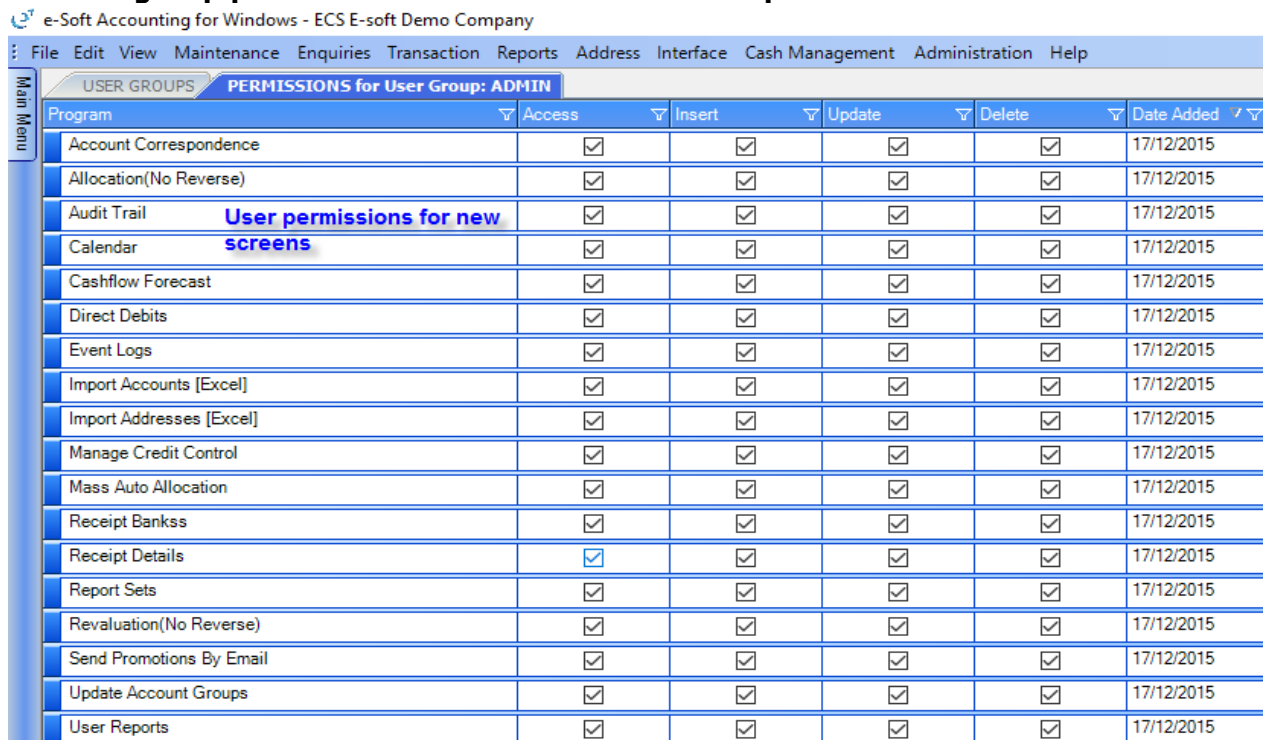 e-Soft Accounting for Windows - ECS E-soft Demo Company
File Edit View Maintenance Enquiries Transaction Reports Address Interface Cash Management Administration Help
Main Menu
USER GROUPS PERMISSIONS for User Group: ADMIN
Program Access Insert Update Delete Date Added
Account Correspondence 17/12/2015
Allocation(No Reverse) 17/12/2015
Audit Trail 17/12/2015
User permissions for new
screens
Calendar 17/12/2015
Cashflow Forecast 17/12/2015
Direct Debits 17/12/2015
Event Logs 17/12/2015
Import Accounts [Excel] 17/12/2015
Import Addresses [Excel] 17/12/2015
Manage Credit Control 17/12/2015
Mass Auto Allocation 17/12/2015
Receipt Bankss 17/12/2015
Receipt Details 17/12/2015
Report Sets 17/12/2015
Revaluation(No Reverse) 17/12/2015
Send Promotions By Email 17/12/2015
Update Account Groups 17/12/2015
User Reports 17/12/2015